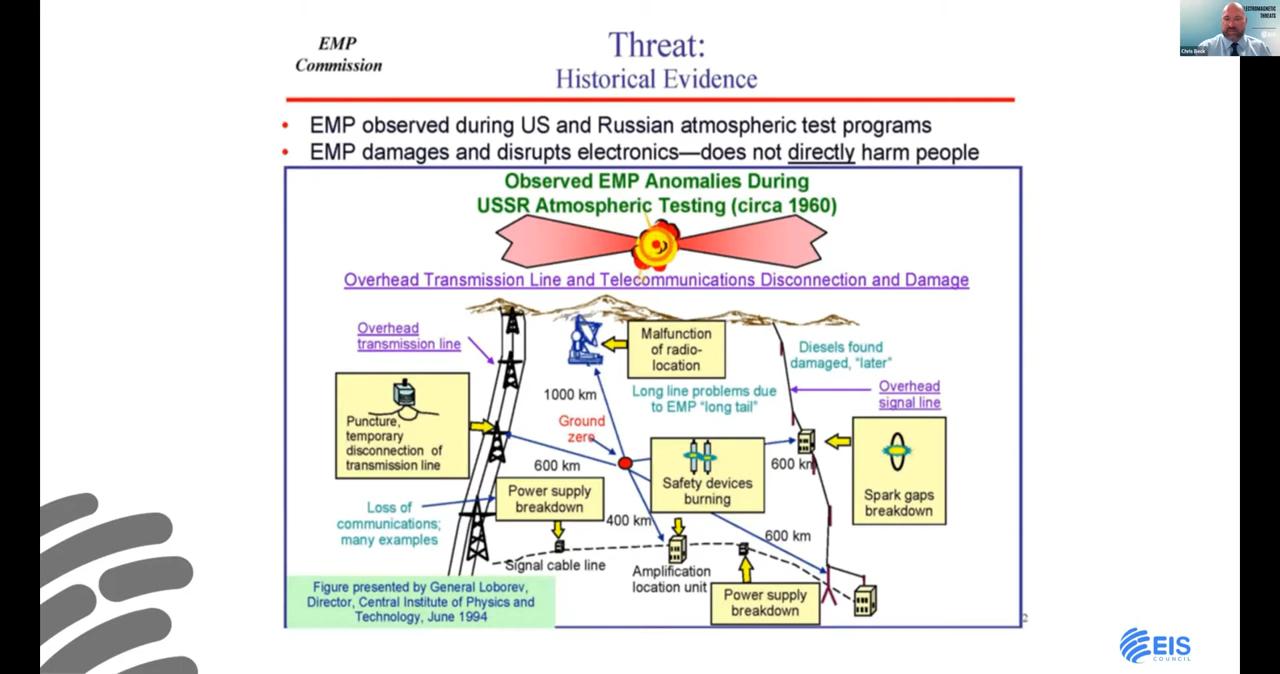 EMP
Commission
Threat:
Historical Evidence
ECTROMAGNETIC
THREATS
EIS
Chris Beck
• EMP observed during US and Russian atmospheric test programs
• EMP damages and disrupts electronics—does not directly harm people
Observed EMP Anomalies During
USSR Atmospheric Testing (circa 1960)
Overhead Transmission Line and Telecommunications Disconnection and Damage
Overhead
transmission line
Malfunction
of radio-
location
Diesels found
damaged, “later”
1000 km
Long line problems due
to EMP “long tail”
Overhead
signal line
Puncture,
temporary
disconnection of
transmission line
Ground
zero
600 km
600 km
Safety devices
burning
Spark gaps
breakdown
Power supply
breakdown
Loss of
communications;
many examples
400 km
600 km
Signal cable line
Amplification
location unit
Power supply
breakdown
Figure presented by General Loborev,
Director, Central Institute of Physics and
Technology, June 1994
2
EIS
COUNCIL